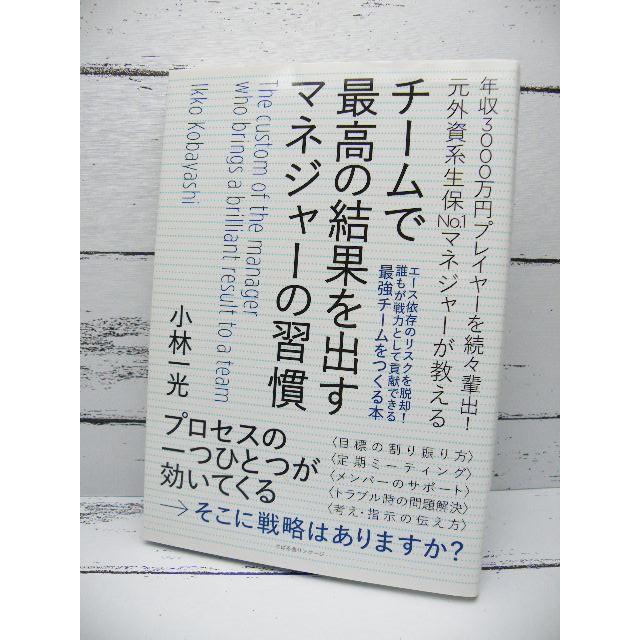 年収3000万円プレイヤーを続々輩出！
元外資系生保No.1マネジャーが教える
チームで
最高の結果を出す
マネジャーの習慣
エース依存のリスクを脱却！
誰もが戦力として貢献できる
最強チームをつくる本
The custom of the manager
who brings a brilliant result to a team
Ikko Kobayashi
小林一光
〈目標の割り振り方〉
〈定期ミーティング〉
〈メンバーのサポート〉
〈トラブル時の問題解決〉
〈考え・指示の伝え方〉
プロセスの
一つひとつが
効いてくる
→そこに戦略はありますか？
ぱる出版